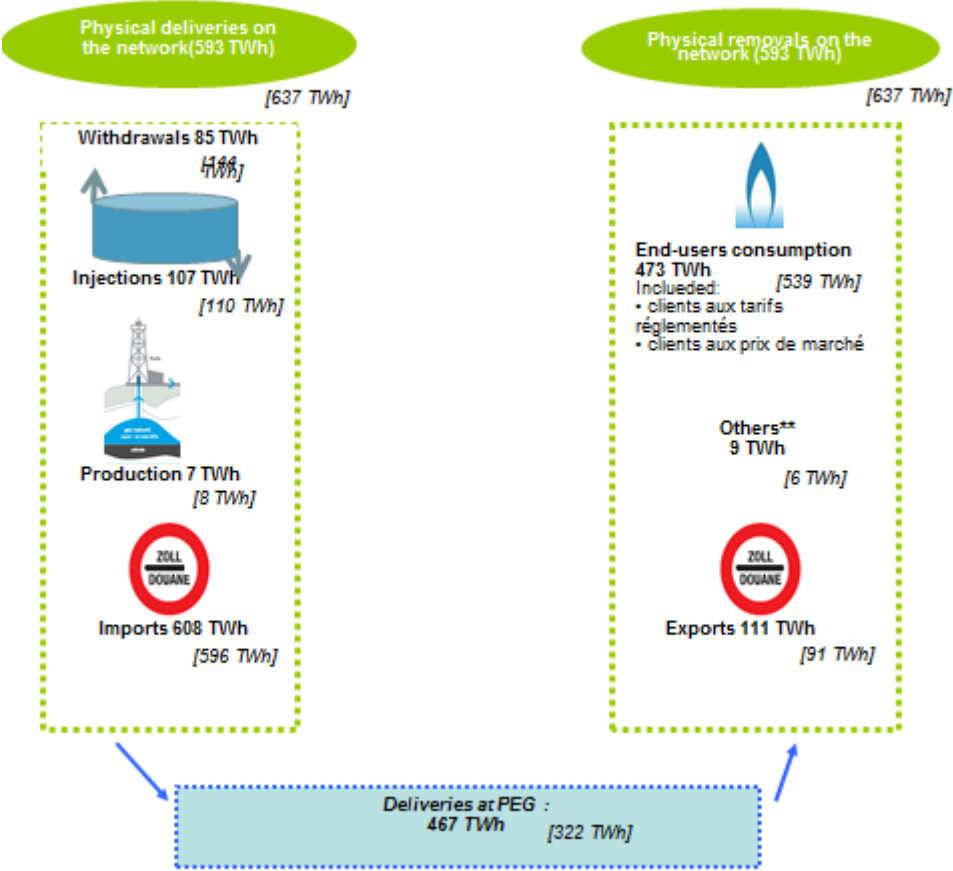 Physical deliveries on
the network(593 TWh)
[637 TWh]
Withdrawals 85 TWh
TWh]
Injections 107 TWh
[110 TWh]
Production 7 TWh
[8 TWh]
ZOLL
DOUANE
Imports 608 TWh
[596 TWh]
Physical removals on the
network (593 TWh)
[637 TWh]
End-users consumption
473 TWh
[539 TWh]
Inclueded:
• clients aux tarifs
réglementés
• clients aux prix de marché
Others**
9 TWh
[6 TWh]
ZOLL
DOUANE
Exports 111 TWh
[91 TWh]
Deliveries at PEG :
467 TWh
[322 TWh]